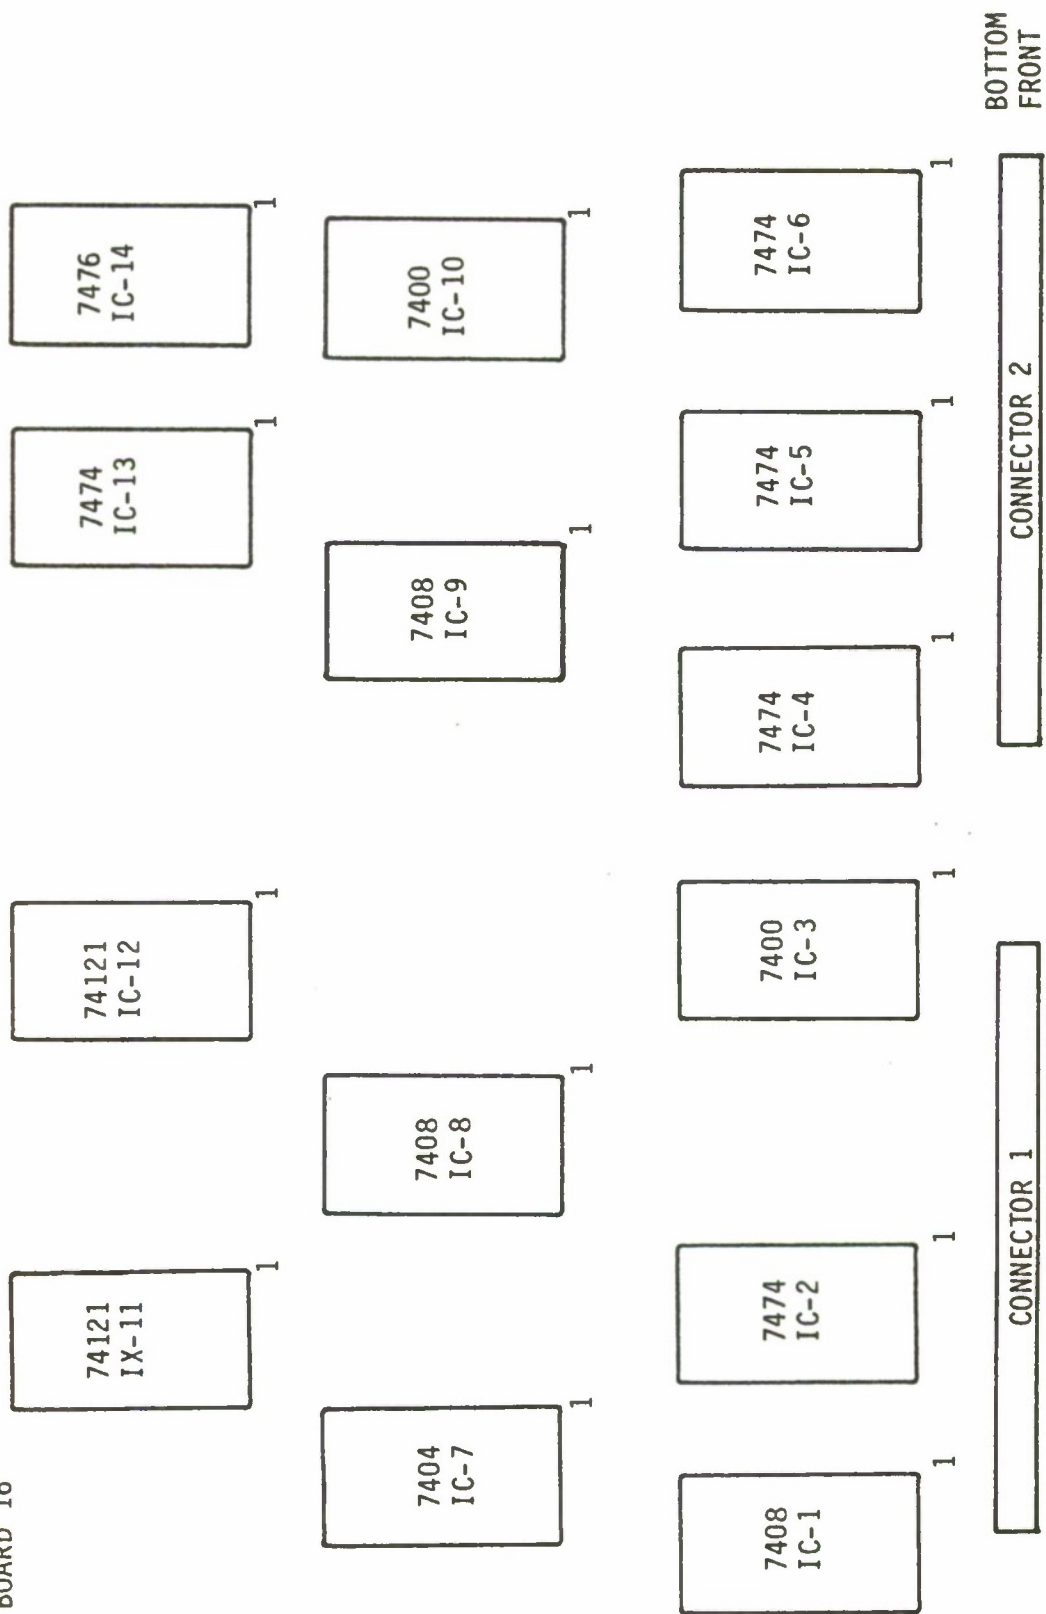 BOARD 16
74121
IX-11
1
74121
IC-12
1
7474
IC-13
1
7476
IC-14
1
7404
IC-7
1
7408
IC-8
1
7408
IC-9
1
7400
IC-10
1
7408
IC-1
1
7474
IC-2
1
7400
IC-3
1
7474
IC-4
1
7474
IC-5
1
7474
IC-6
1
CONNECTOR 1
CONNECTOR 2
BOTTOM
FRONT